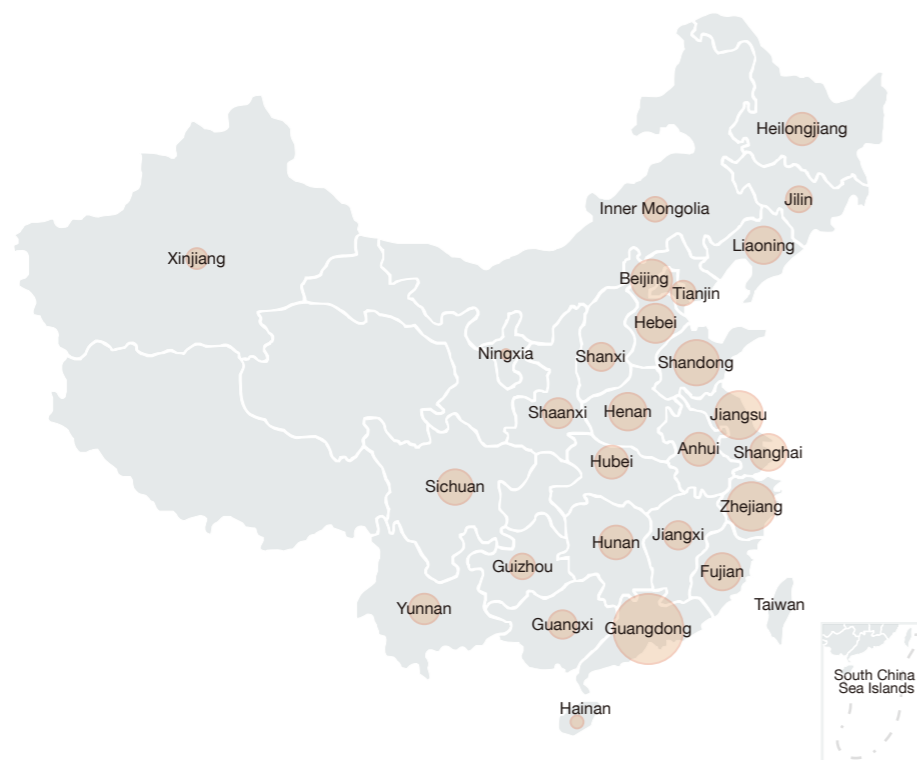 Heilongjiang
Jilin
Inner Mongolia
Liaoning
Xinjiang
Beijing
Tianjin
Hebei
Ningxia
Shanxi
Shandong
Shaanxi
Henan
Jiangsu
Anhui
Shanghai
Hubei
Sichuan
Zhejiang
Hunan
Jiangxi
Guizhou
Fujian
Yunnan
Taiwan
Guangxi
Guangdong
South China
Sea Islands
Hainan